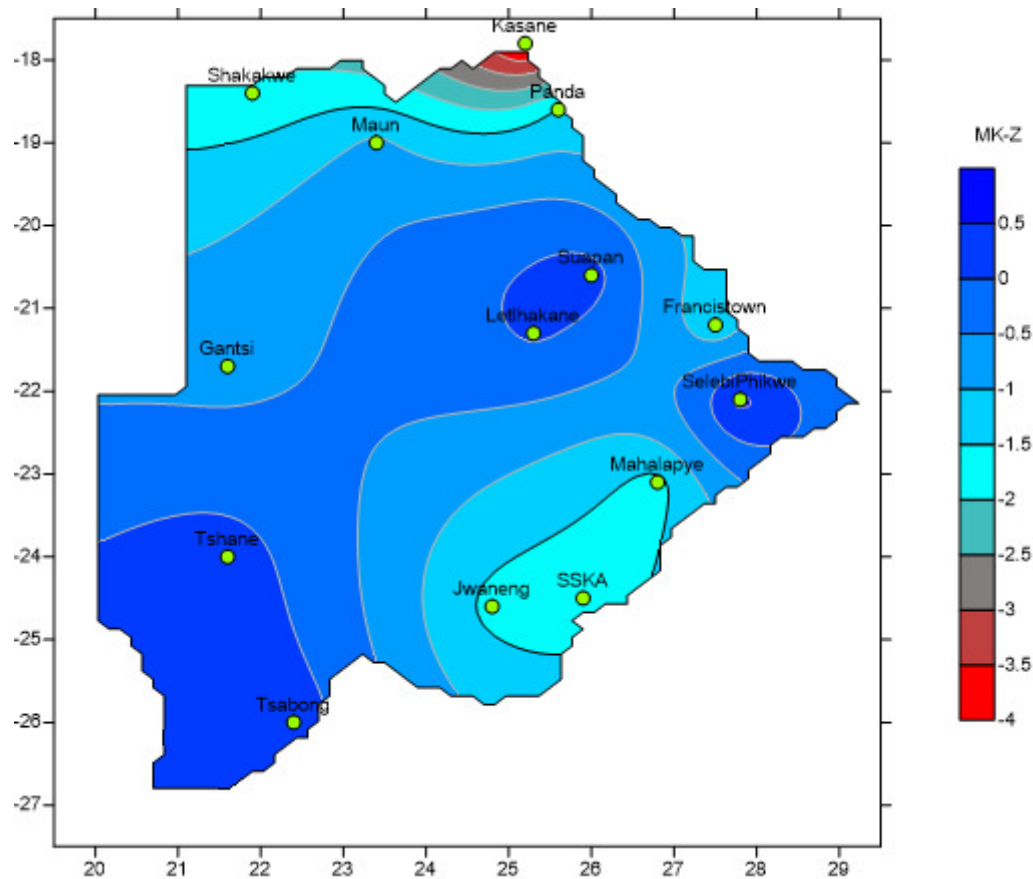 Kasane
-18
Shakakwe
Panda
-19
Maun
MK-Z
-20
0.5
Suapan
0
-21
Letlhakane
Francistown
-0.5
Gantsi
-22
SelebiPhikwe
-1
-1.5
-23
Mahalapye
-2
-24
Tshane
-2.5
Jwaneng
SSKA
-3
-25
-3.5
-26
Tsabong
-4
-27
20 21 22 23 24 25 26 27 28 29